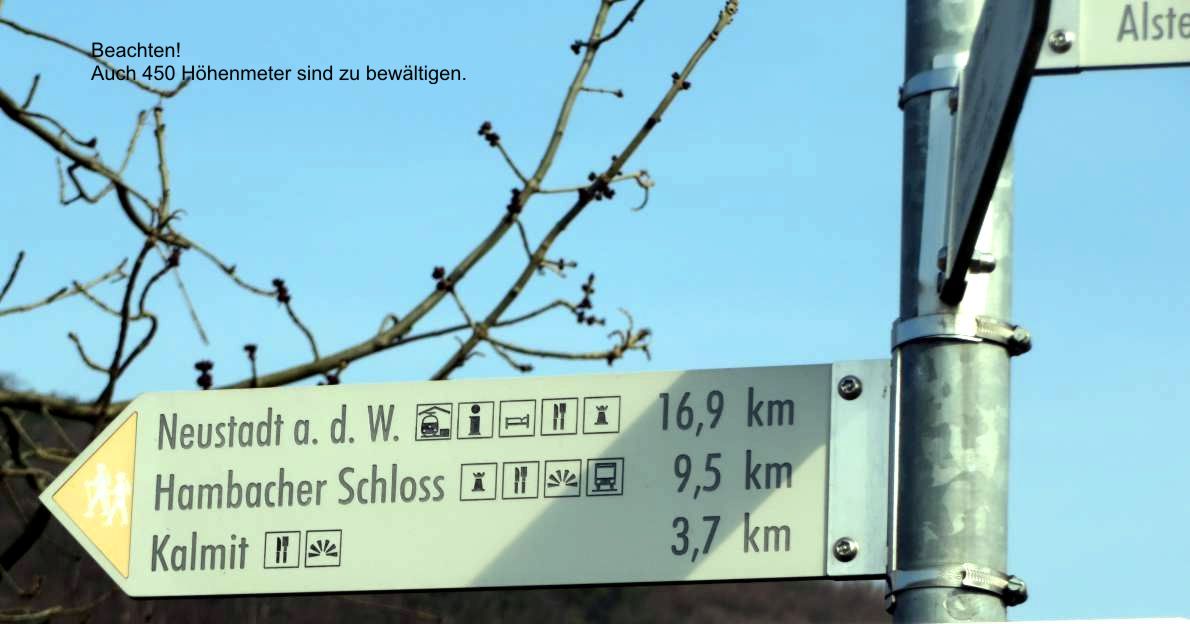 Beachten!
Auch 450 Höhenmeter sind zu bewältigen.
Neustadt a. d. W. 16,9 km
Hambacher Schloss 9,5 km
Kalmit 3,7 km